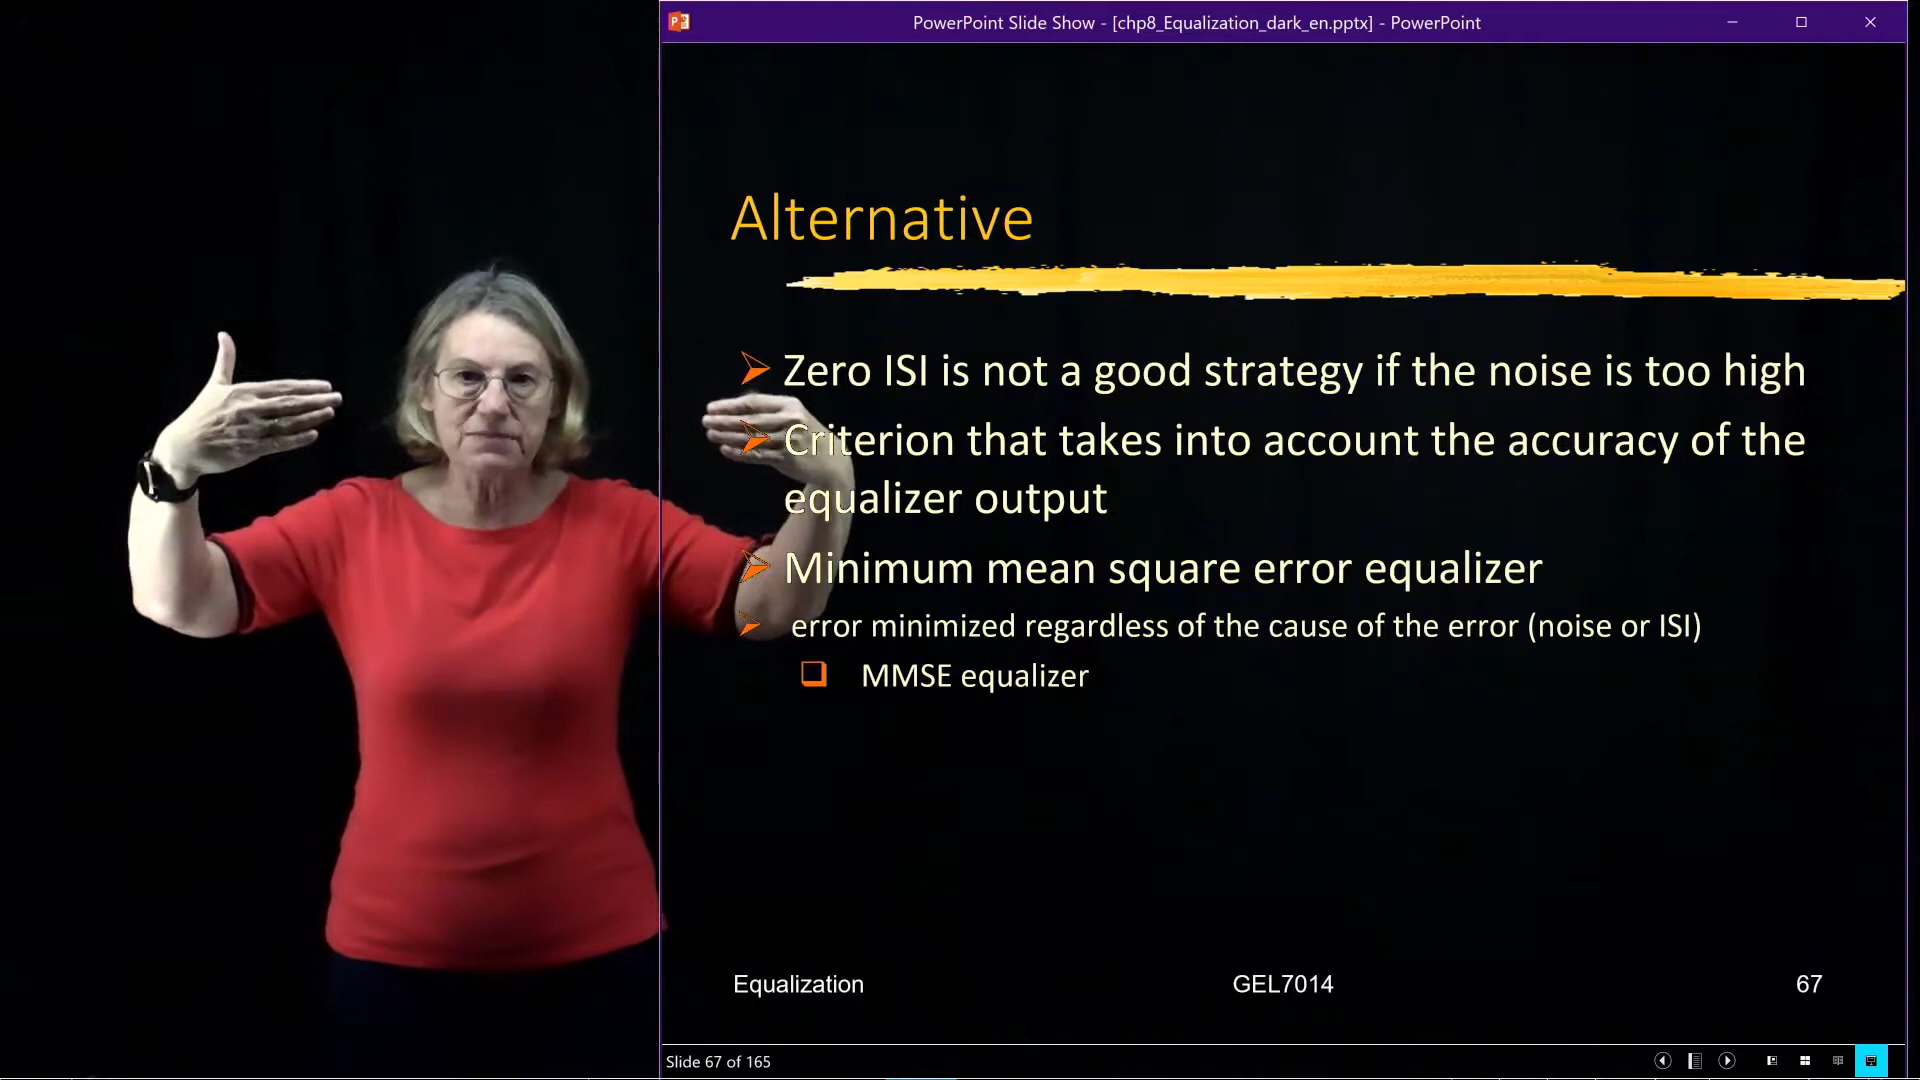 PowerPoint Slide Show - [chp8_Equalization_dark_en.pptx] - PowerPoint
Alternative
Zero ISI is not a good strategy if the noise is too high
Criterion that takes into account the accuracy of the
equalizer output
Minimum mean square error equalizer
error minimized regardless of the cause of the error (noise or ISI)
MMSE equalizer
Equalization GEL7014 67
Slide 67 of 165